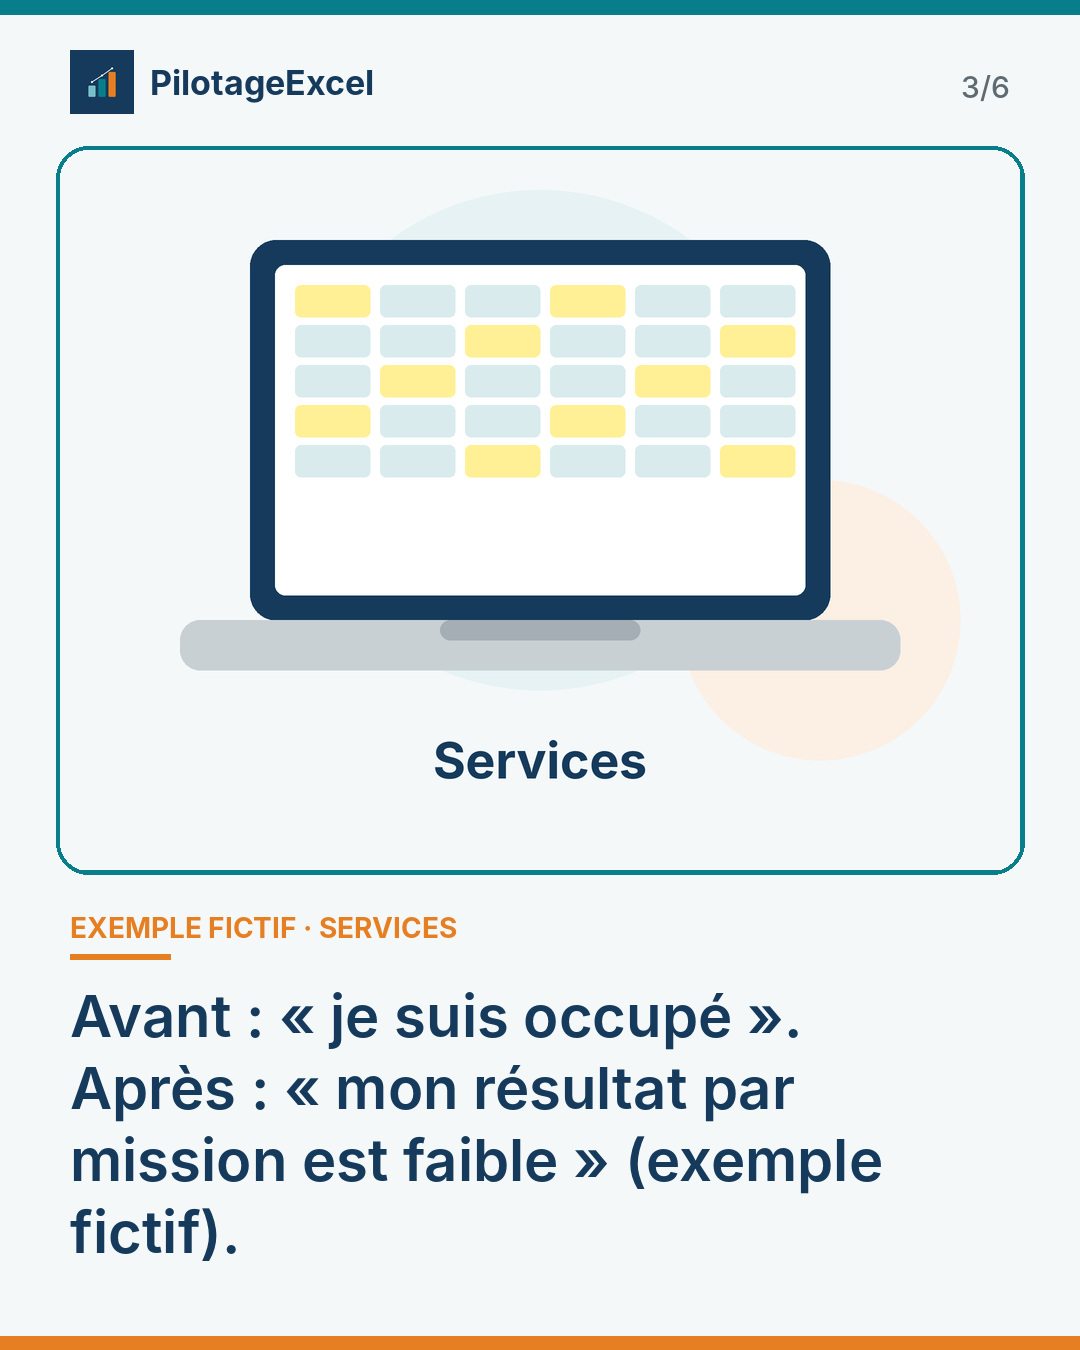 PilotageExcel
3/6
Services
EXEMPLE FICTIF · SERVICES
Avant : « je suis occupé ».
Après : « mon résultat par
mission est faible » (exemple
fictif).